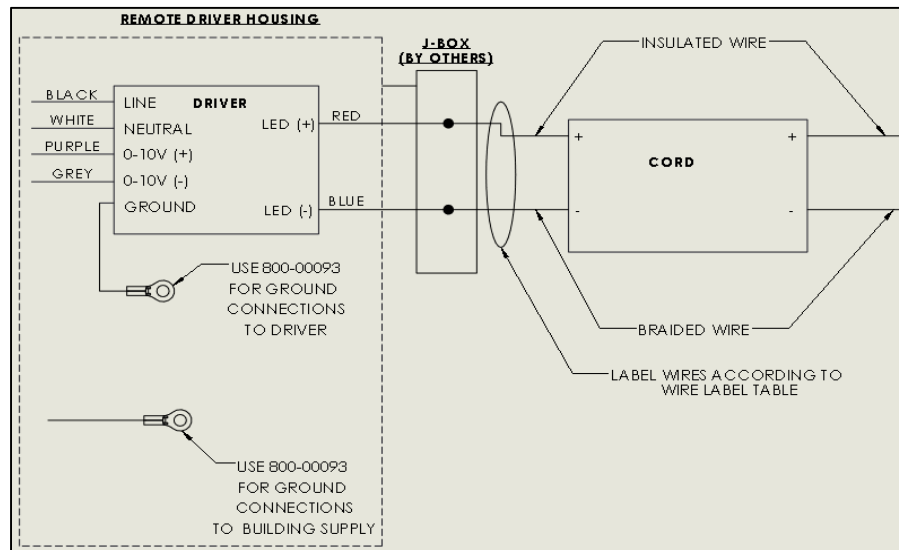 REMOTE DRIVER HOUSING
J-BOX
(BY OTHERS)
INSULATED WIRE
BLACK
WHITE
PURPLE
GREY
LINE
DRIVER
NEUTRAL
0-10V (+)
0-10V (-)
GROUND
LED (+)
LED (-)
RED
BLUE
+
-
CORD
+
-
USE 800-00093
FOR GROUND
CONNECTIONS
TO DRIVER
BRAIDED WIRE
LABEL WIRES ACCORDING TO
WIRE LABEL TABLE
USE 800-00093
FOR GROUND
CONNECTIONS
TO BUILDING SUPPLY